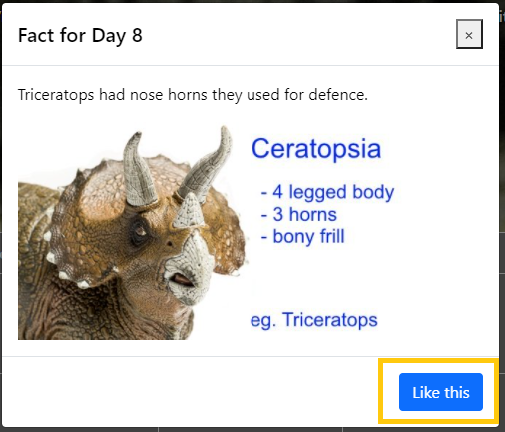 Fact for Day 8
×
Triceratops had nose horns they used for defence.
Ceratopsia
- 4 legged body
- 3 horns
- bony frill
eg. Triceratops
Like this